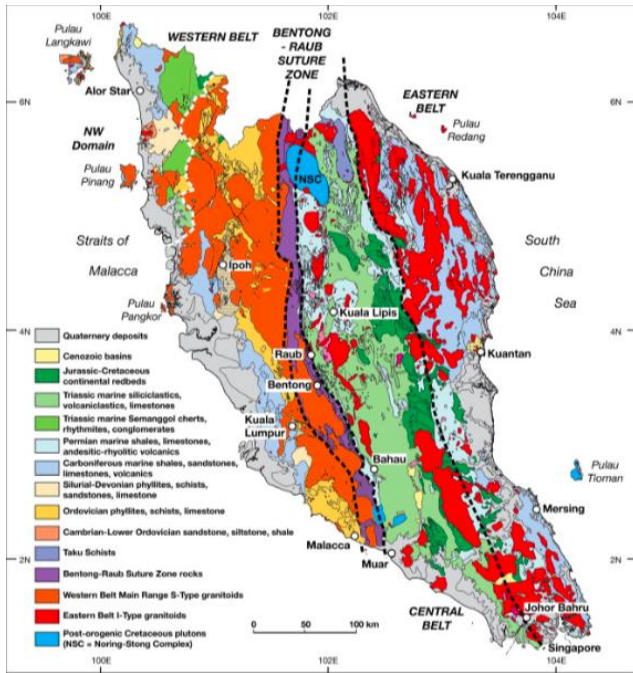 100E
102E
104E
Pulau
Langkawi
WESTERN BELT
BENTONG
- RAUB
SUTURE
ZONE
Alor Star
6N
6N
EASTERN
BELT
Pulau
Redang
NW
Domain
Pulau
Pinang
NSC
Kuala Terengganu
Straits of
Malacca
Ipoh
South
China
Sea
Pulau
Pangkor
Kuala Lipis
4N
4N
Kuantan
Raub
Bentong
Kuala
Lumpur
Bahau
Pulau
Tioman
Mersing
Malacca
Muar
2N
2N
Johor Bahru
CENTRAL
BELT
Singapore
Quaternary deposits
Cenozoic basins
Jurassic-Cretaceous
continental redbeds
Triassic marine siliciclastics,
volcaniclastics, limestones
Triassic marine Semanggol cherts,
rhythmites, conglomerates
Permian marine shales, limestones,
andesitic-rhyolitic volcanics
Carboniferous marine shales, sandstones,
limestones, volcanics
Silurial-Devonian phyllites, schists,
sandstones, limestone
Ordovician phyllites, schists, limestone
Cambrian-Lower Ordovician sandstone, siltstone, shale
Taku Schists
Bentong-Raub Suture Zone rocks
Western Belt Main Range S-Type granitoids
Eastern Belt I-Type granitoids
Post-orogenic Cretaceous plutons
(NSC = Noring-Stong Complex)
0 50 100 km
100E
102E
104E